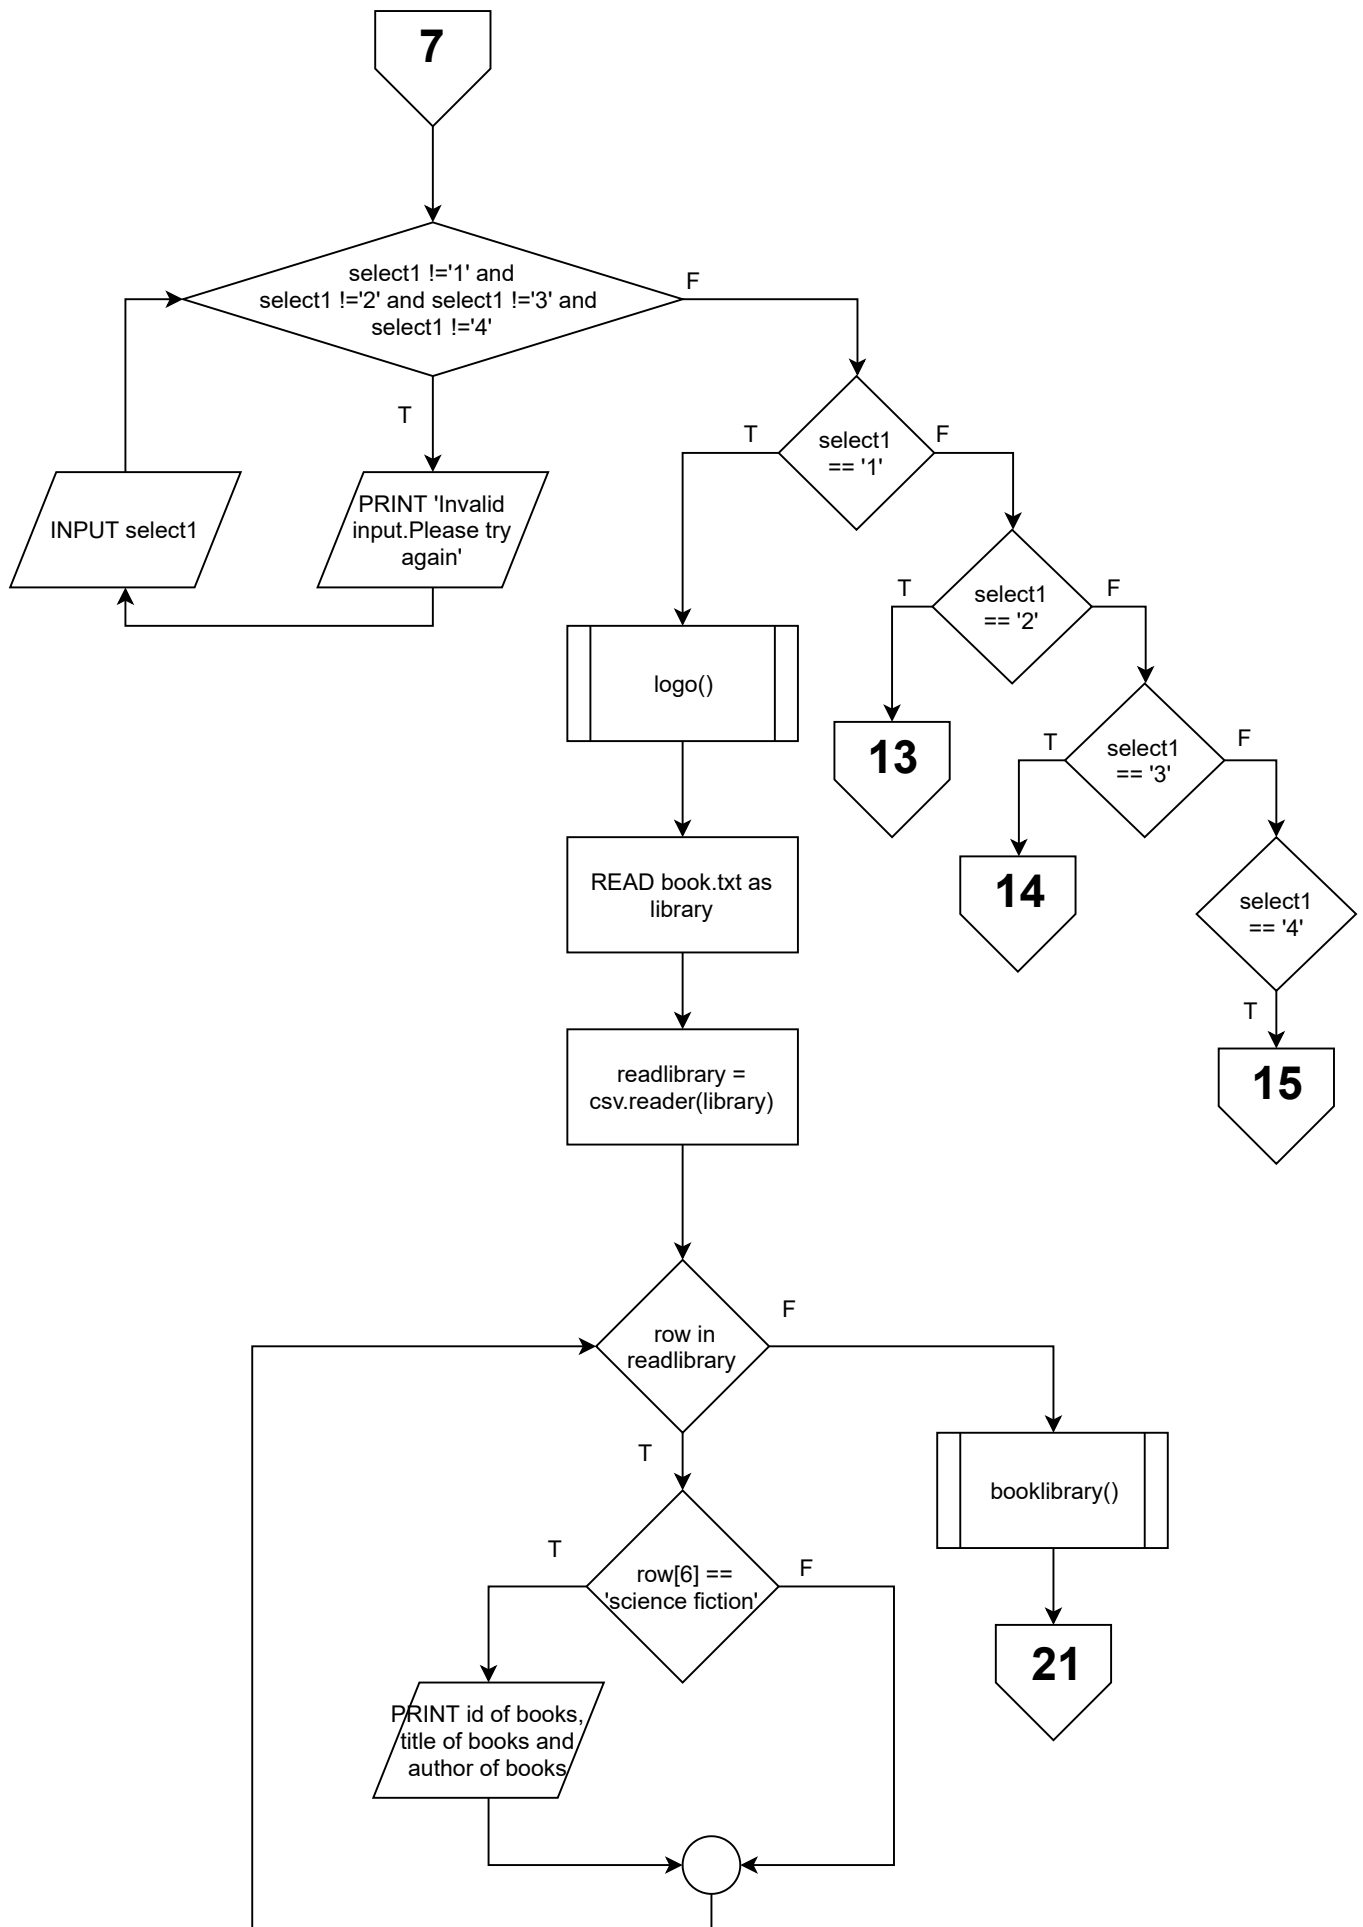 7
select1 !='1' and
select1 !='2' and select1 !='3' and
select1 !='4'
F
T
INPUT select1
PRINT 'Invalid
input.Please try
again'
select1
== '1'
T
F
select1
== '2'
T
F
logo()
13
select1
== '3'
T
F
READ book.txt as
library
14
select1
== '4'
T
15
readlibrary =
csv.reader(library)
row in
readlibrary
F
T
booklibrary()
row[6] ==
'science fiction'
T
F
21
PRINT id of books,
title of books and
author of books